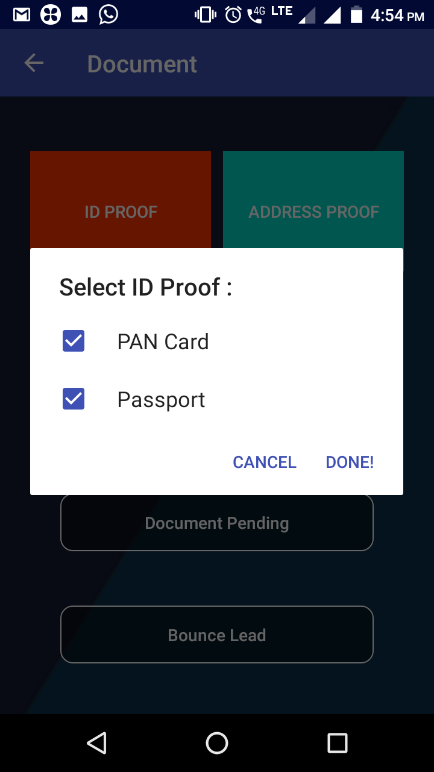 4G LTE 4:54 PM
Document
ID PROOF
ADDRESS PROOF
Select ID Proof :
PAN Card
Passport
CANCEL DONE!
Document Pending
Bounce Lead